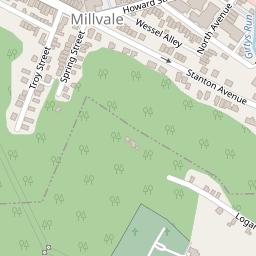 Howard St
Millvale
Wessel Alley
North Avenue
Girtys Run
Troy Street
Spring Street
Stanton Avenue
Logan